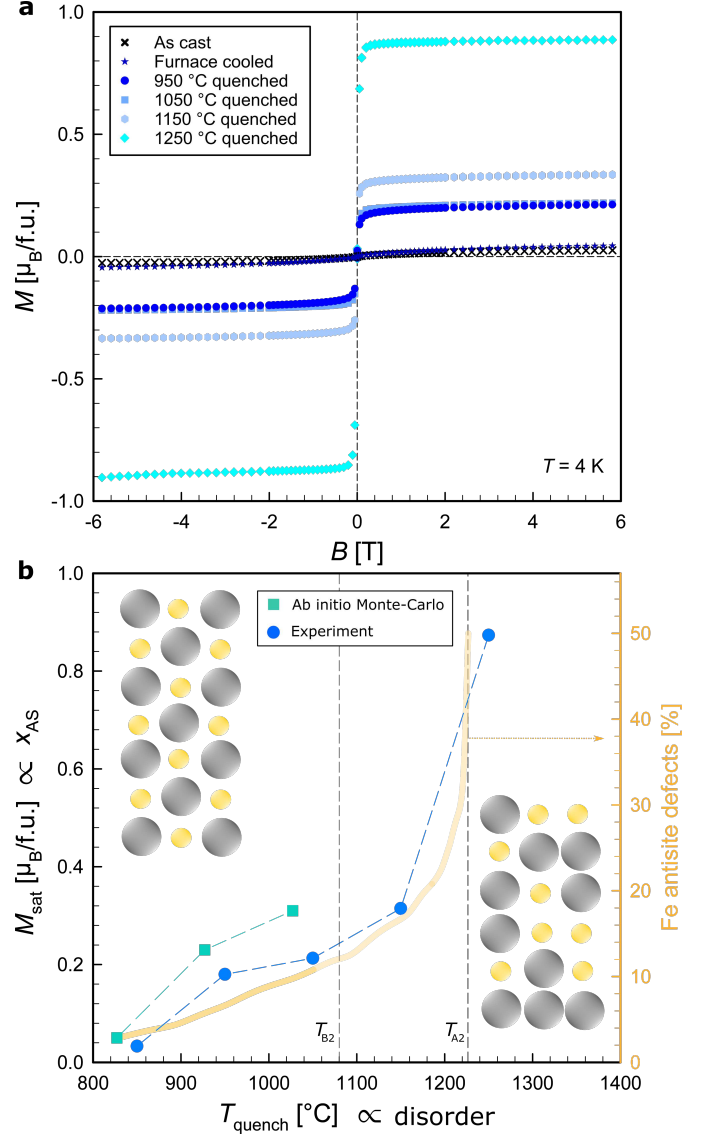 a
As cast
Furnace cooled
950 °C quenched
1050 °C quenched
1150 °C quenched
1250 °C quenched
1.0
0.5
0.0
-0.5
-1.0
M [μB/f.u.]
T = 4 K
-6 -4 -2 0 2 4 6
B [T]
b
Ab initio Monte-Carlo
Experiment
1.0
0.8
0.6
0.4
0.2
0.0
Msat [μB/f.u.] ∝ xAS
50
40
30
20
10
0
Fe antisite defects [%]
TB2
TA2
800 900 1000 1100 1200 1300 1400
Tquench [°C] ∝ disorder